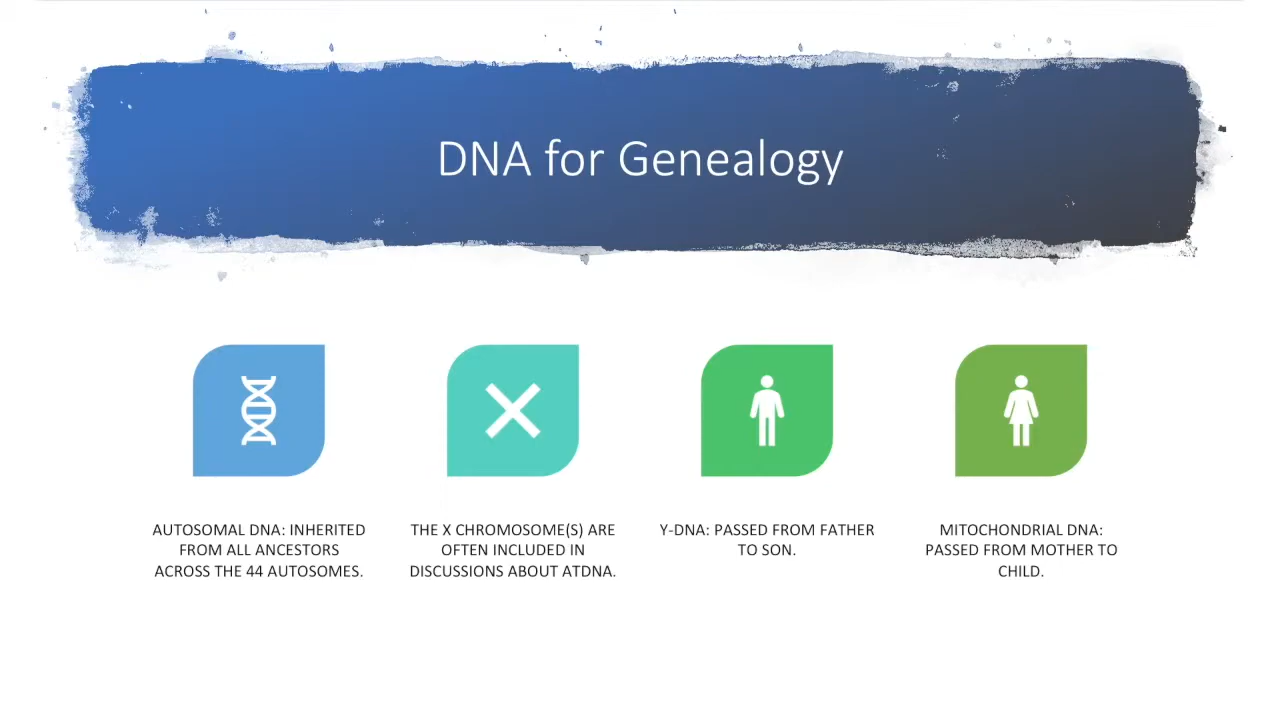 DNA for Genealogy
AUTOSOMAL DNA: INHERITED
FROM ALL ANCESTORS
ACROSS THE 44 AUTOSOMES.
THE X CHROMOSOME(S) ARE
OFTEN INCLUDED IN
DISCUSSIONS ABOUT ATDNA.
Y-DNA: PASSED FROM FATHER
TO SON.
MITOCHONDRIAL DNA:
PASSED FROM MOTHER TO
CHILD.